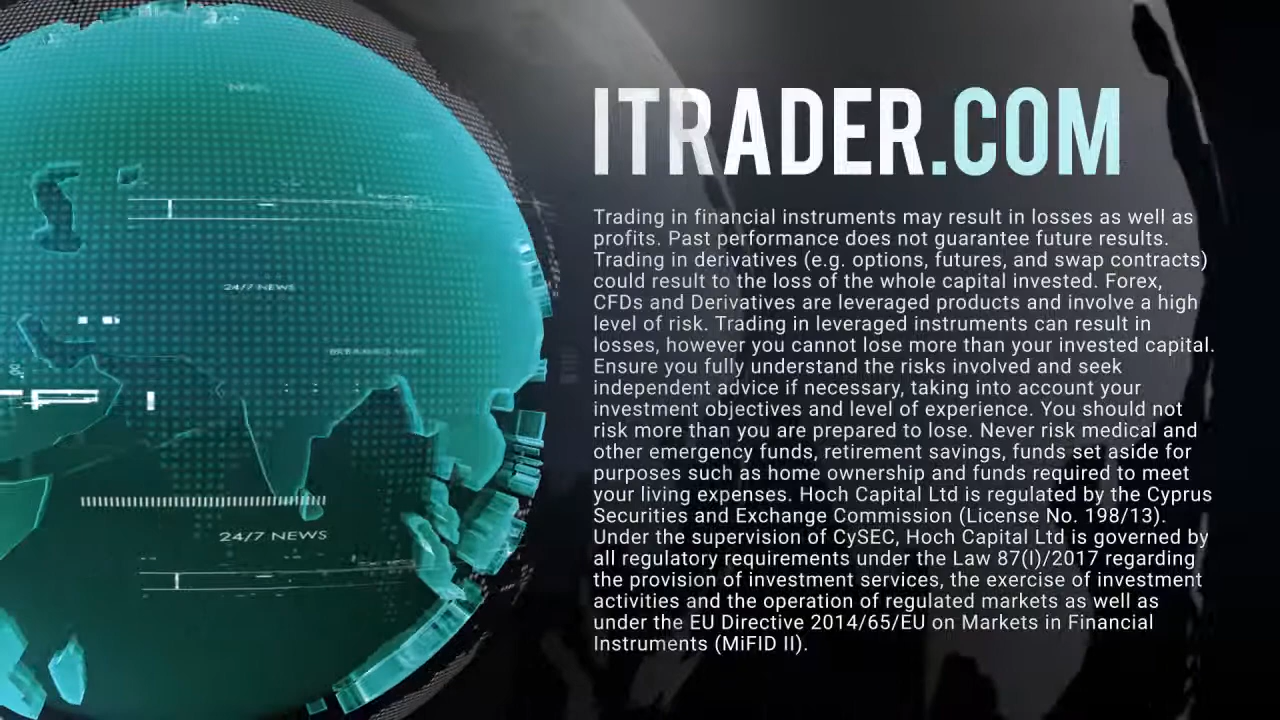 ITRADER.COM
Trading in financial instruments may result in losses as well as
profits. Past performance does not guarantee future results.
Trading in derivatives (e.g. options, futures, and swap contracts)
could result to the loss of the whole capital invested. Forex,
CFDs and Derivatives are leveraged products and involve a high
level of risk. Trading in leveraged instruments can result in
losses, however you cannot lose more than your invested capital.
Ensure you fully understand the risks involved and seek
independent advice if necessary, taking into account your
investment objectives and level of experience. You should not
risk more than you are prepared to lose. Never risk medical and
other emergency funds, retirement savings, funds set aside for
purposes such as home ownership and funds required to meet
your living expenses. Hoch Capital Ltd is regulated by the Cyprus
Securities and Exchange Commission (License No. 198/13).
Under the supervision of CySEC, Hoch Capital Ltd is governed by
all regulatory requirements under the Law 87(I)/2017 regarding
the provision of investment services, the exercise of investment
activities and the operation of regulated markets as well as
under the EU Directive 2014/65/EU on Markets in Financial
Instruments (MiFID II).
24/7 NEWS
BREAKING NEWS
24/7 NEWS